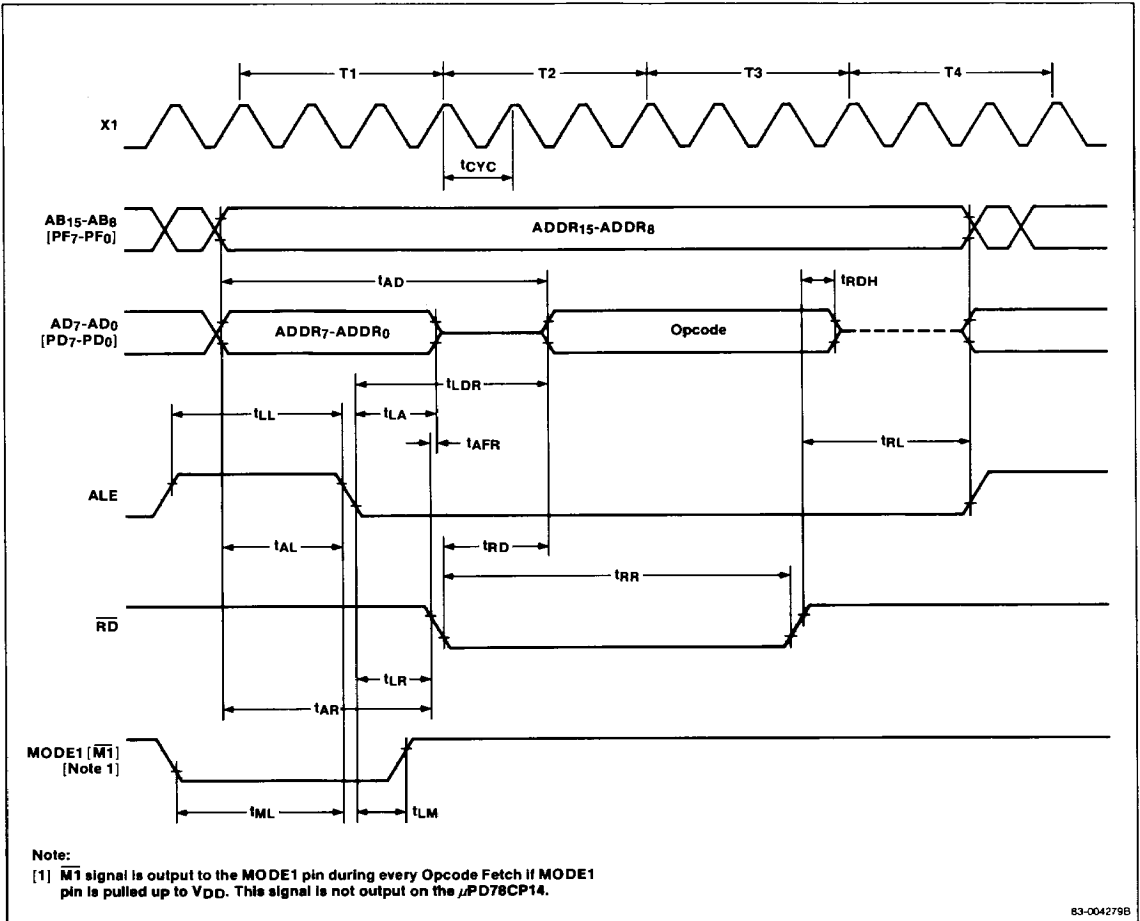 T1 T2 T3 T4
X1
tCYC
AB15-AB8
[PF7-PF0]
ADDR15-ADDR8
tAD
tRDH
AD7-AD0
[PD7-PD0]
ADDR7-ADDR0
Opcode
tLDR
tLL
tLA
tAFR
tRL
ALE
tAL
tRD
tRR
RD
tLR
tAR
MODE1 [M1]
[Note 1]
tML
tLM
Note:
[1] M1 signal is output to the MODE1 pin during every Opcode Fetch if MODE1
pin is pulled up to VDD. This signal is not output on the μPD78CP14.
83-004279B